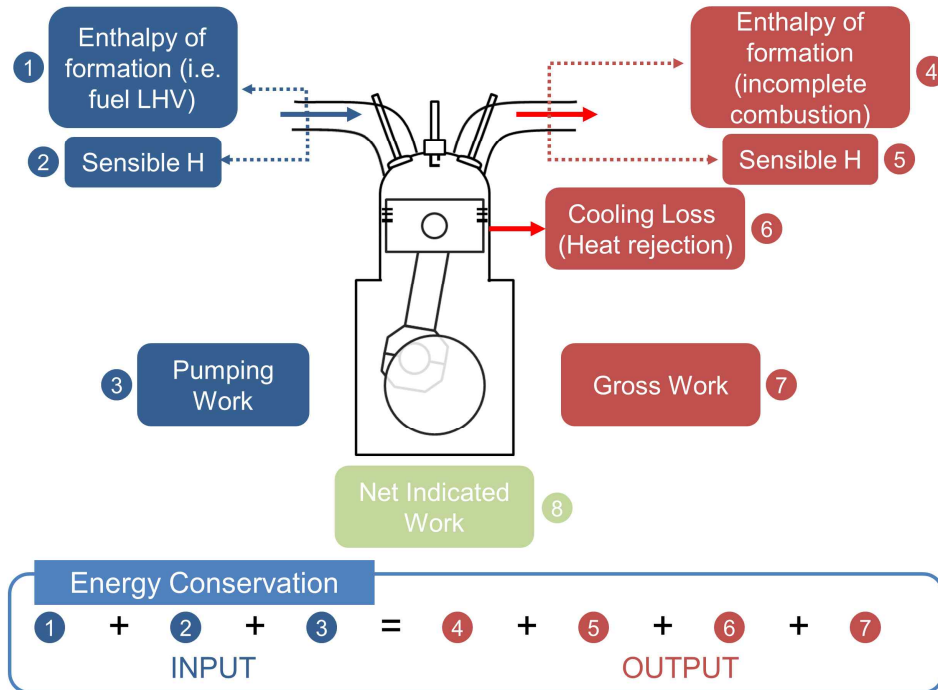 1
Enthalpy of
formation (i.e.
fuel LHV)
2
Sensible H
Enthalpy of
formation
(incomplete
combustion)
4
Sensible H
5
Cooling Loss
(Heat rejection)
6
3
Pumping
Work
Gross Work
7
Net Indicated
Work
8
Energy Conservation
1 + 2 + 3 = 4 + 5 + 6 + 7
INPUT
OUTPUT